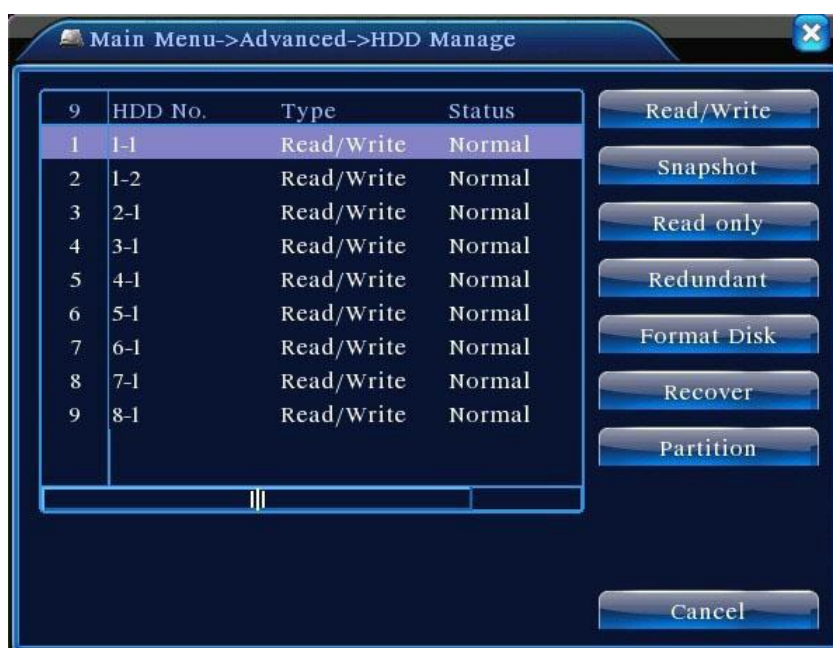 Main Menu->Advanced->HDD Manage
9 HDD No. Type Status
1 1-1 Read/Write Normal
2 1-2 Read/Write Normal
3 2-1 Read/Write Normal
4 3-1 Read/Write Normal
5 4-1 Read/Write Normal
6 5-1 Read/Write Normal
7 6-1 Read/Write Normal
8 7-1 Read/Write Normal
9 8-1 Read/Write Normal
Read/Write
Snapshot
Read only
Redundant
Format Disk
Recover
Partition
Cancel